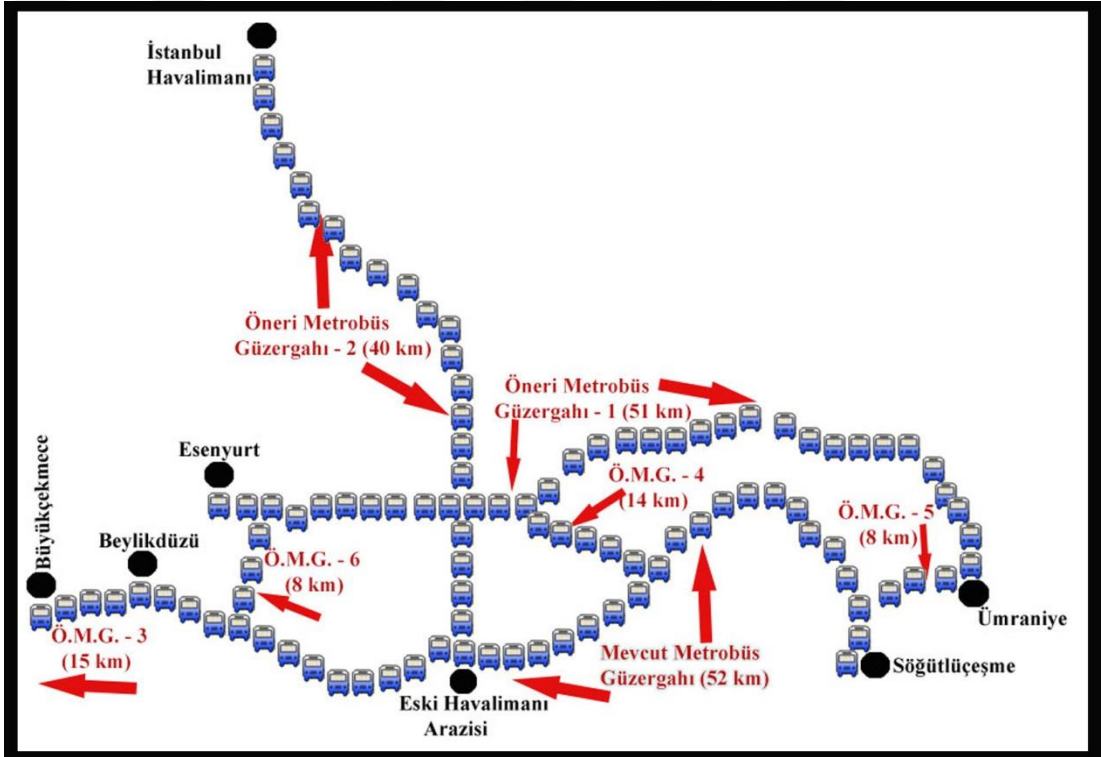 İstanbul
Havalimanı
Öneri Metrobüs
Güzergahı - 2 (40 km)
Öneri Metrobüs
Güzergahı - 1 (51 km)
Esenyurt
Ö.M.G. - 4
(14 km)
Büyükçekmece
Beylikdüzü
Ö.M.G. - 5
(8 km)
Ö.M.G. - 6
(8 km)
Ümraniye
Ö.M.G. - 3
(15 km)
Mevcut Metrobüs
Güzergahı (52 km)
Söğütlüçeşme
Eski Havalimanı
Arazisi